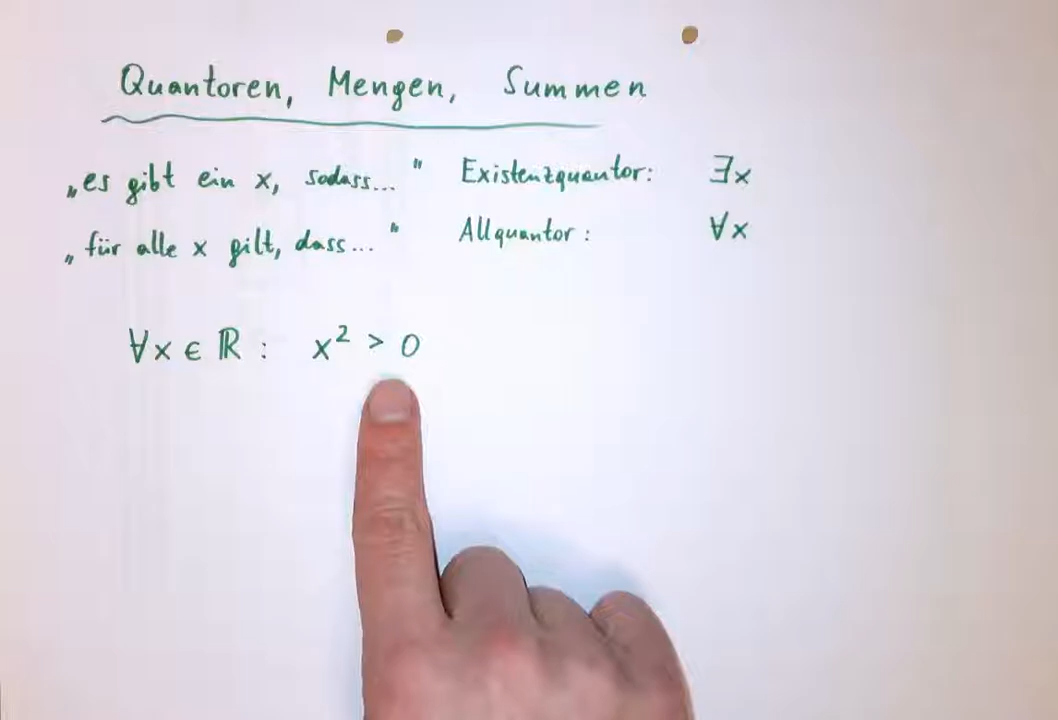 Quantoren, Mengen, Summen
„es gibt ein x, sodass..." Existenzquantor: ∃x
„für alle x gilt, dass..." Allquantor: ∀x
∀x ∈ ℝ : x² > 0